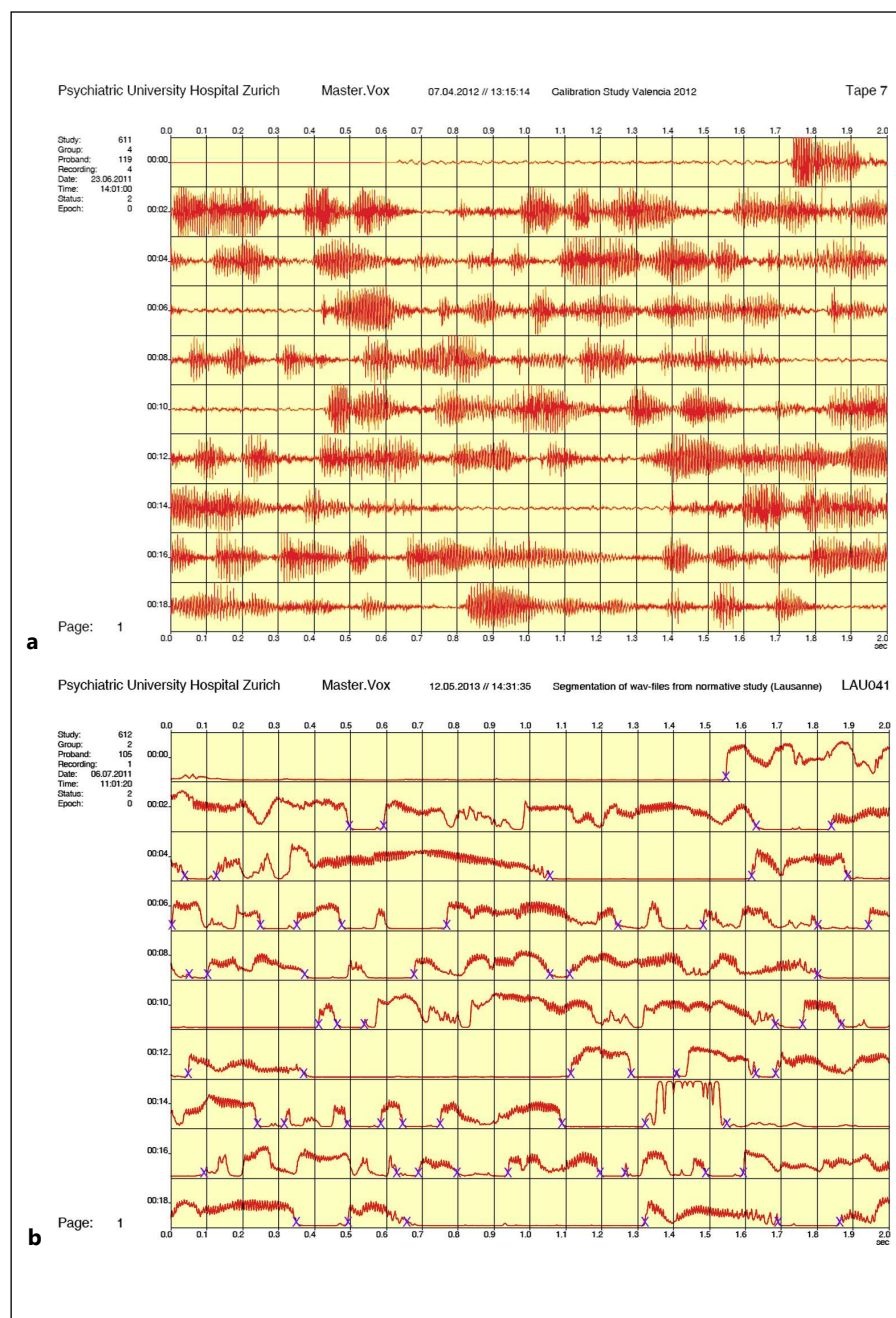 Psychiatric University Hospital Zurich Master.Vox 07.04.2012 // 13:15:14 Calibration Study Valencia 2012 Tape 7
0.0 0.1 0.2 0.3 0.4 0.5 0.6 0.7 0.8 0.9 1.0 1.1 1.2 1.3 1.4 1.5 1.6 1.7 1.8 1.9 2.0
Study: 611
Group: 4
Proband: 119
Recording: 4
Date: 23.06.2011
Time: 14:01:00
Status: 2
Epoch: 0
00:00
00:02
00:04
00:06
00:08
00:10
00:12
00:14
00:16
00:18
Page: 1
0.0 0.1 0.2 0.3 0.4 0.5 0.6 0.7 0.8 0.9 1.0 1.1 1.2 1.3 1.4 1.5 1.6 1.7 1.8 1.9 2.0
sec
a
Psychiatric University Hospital Zurich Master.Vox 12.05.2013 // 14:31:35 Segmentation of wav-files from normative study (Lausanne) LAU041
0.0 0.1 0.2 0.3 0.4 0.5 0.6 0.7 0.8 0.9 1.0 1.1 1.2 1.3 1.4 1.5 1.6 1.7 1.8 1.9 2.0
Study: 612
Group: 2
Proband: 105
Recording: 1
Date: 06.07.2011
Time: 11:01:20
Status: 2
Epoch: 0
00:00
00:02
00:04
00:06
00:08
00:10
00:12
00:14
00:16
00:18
Page: 1
0.0 0.1 0.2 0.3 0.4 0.5 0.6 0.7 0.8 0.9 1.0 1.1 1.2 1.3 1.4 1.5 1.6 1.7 1.8 1.9 2.0
sec
b